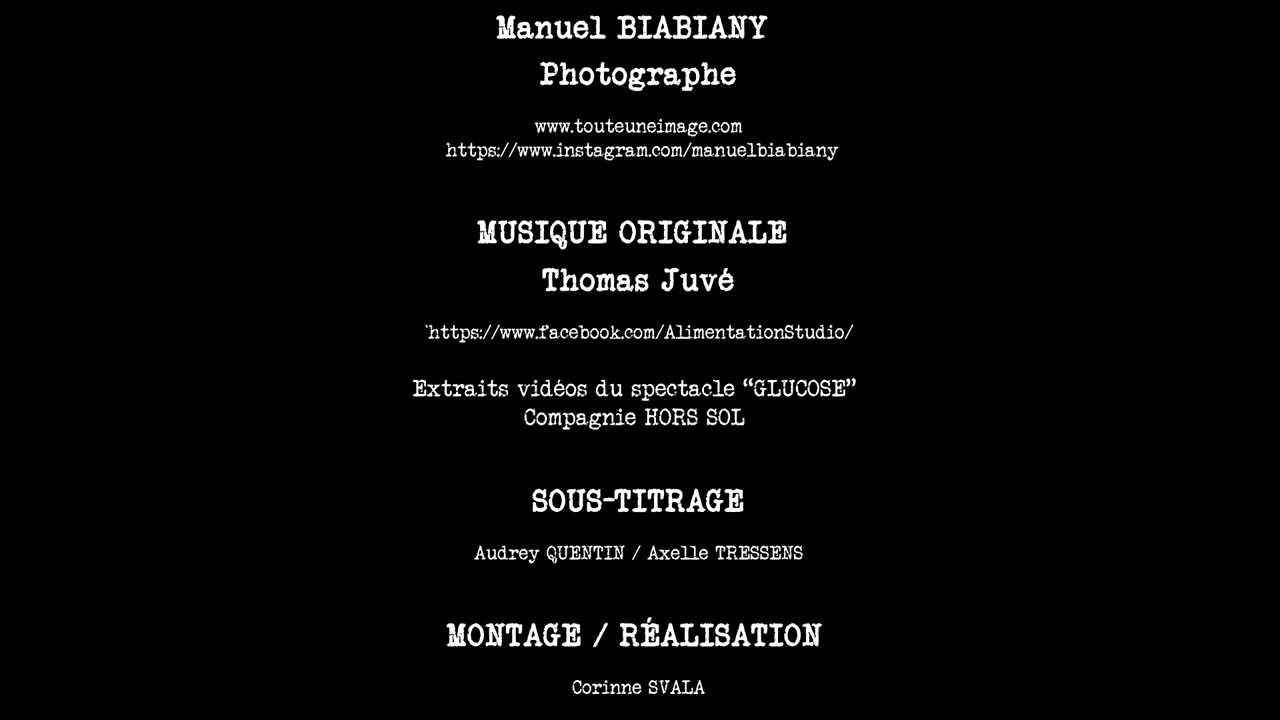 Manuel BIABIANY
Photographe
www.touteuneimage.com
https://www.instagram.com/manuelbiabiany
MUSIQUE ORIGINALE
Thomas Juvé
`https://www.facebook.com/AlimentationStudio/
Extraits vidéos du spectacle “GLUCOSE”
Compagnie HORS SOL
SOUS-TITRAGE
Audrey QUENTIN / Axelle TRESSENS
MONTAGE / RÉALISATION
Corinne SVALA